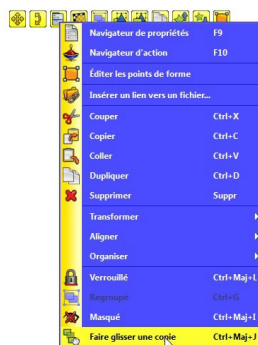 Navigateur de propriétés F9
Navigateur d'action F10
Éditer les points de forme
Insérer un lien vers un fichier...
Couper Ctrl+X
Copier Ctrl+C
Coller Ctrl+V
Dupliquer Ctrl+D
Supprimer Suppr
Transformer
Aligner
Organiser
Verrouillé Ctrl+Maj+L
Regroupé Ctrl+G
Masqué Ctrl+Maj+I
Faire glisser une copie Ctrl+Maj+J